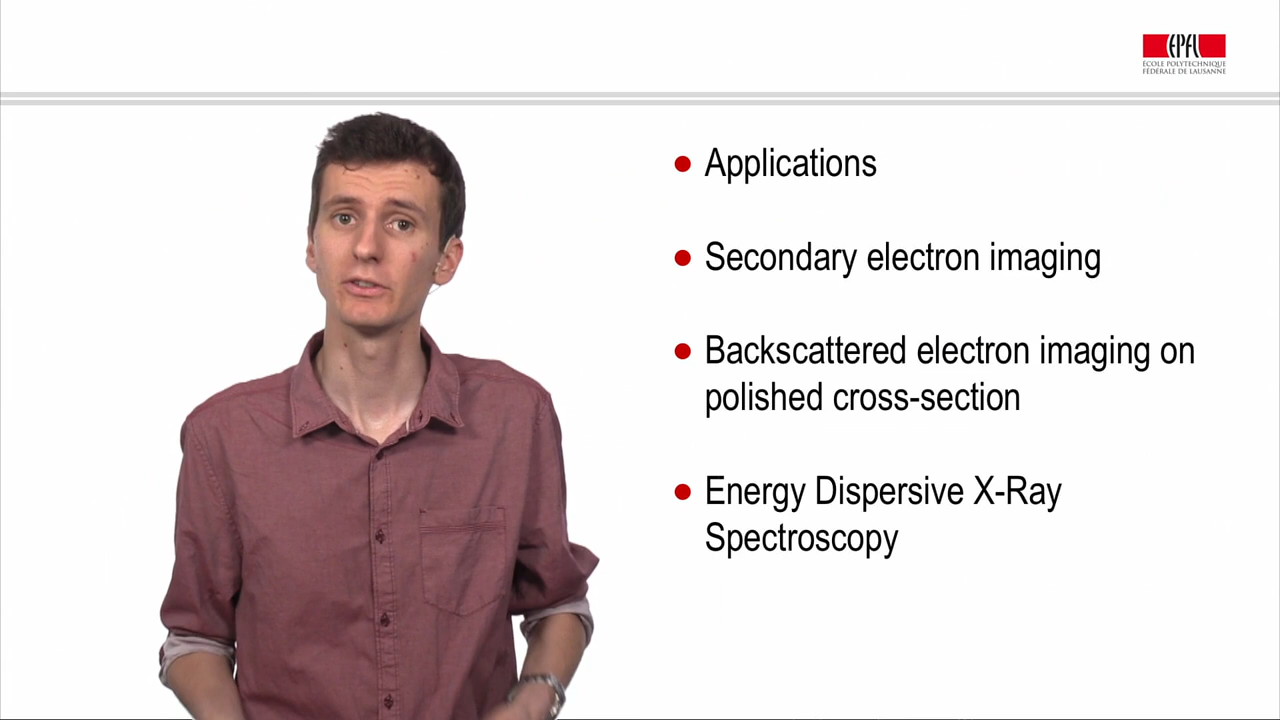 EPFL
ÉCOLE POLYTECHNIQUE
FÉDÉRALE DE LAUSANNE
● Applications
● Secondary electron imaging
● Backscattered electron imaging on
polished cross-section
● Energy Dispersive X-Ray
Spectroscopy